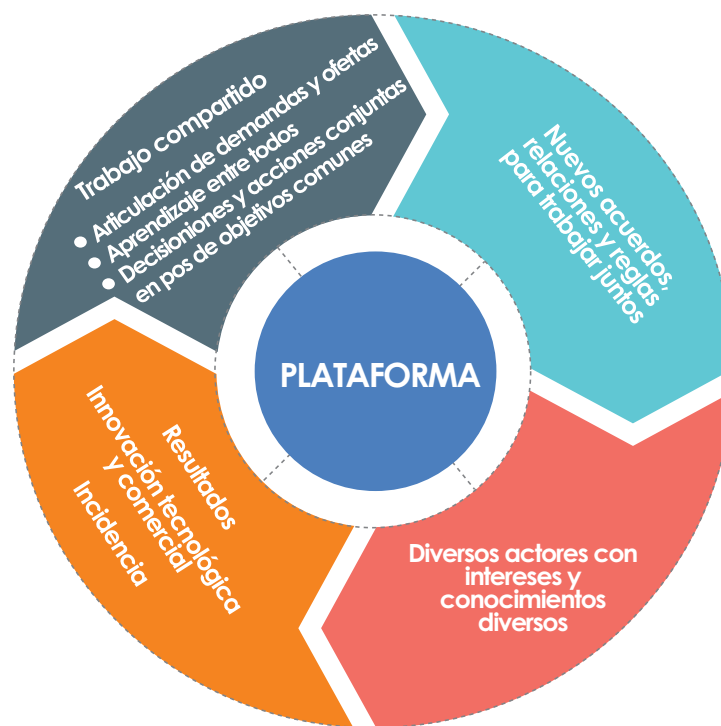 Trabajo compartido
● Articulación de demandas y ofertas
● Aprendizaje entre todos
● Decisioniones y acciones conjuntas
en pos de objetivos comunes
Nuevos acuerdos,
relaciones y reglas
para trabajar juntos
PLATAFORMA
Diversos actores con
intereses y
conocimientos
diversos
Resultados
Innovación tecnológica
y comercial
Incidencia